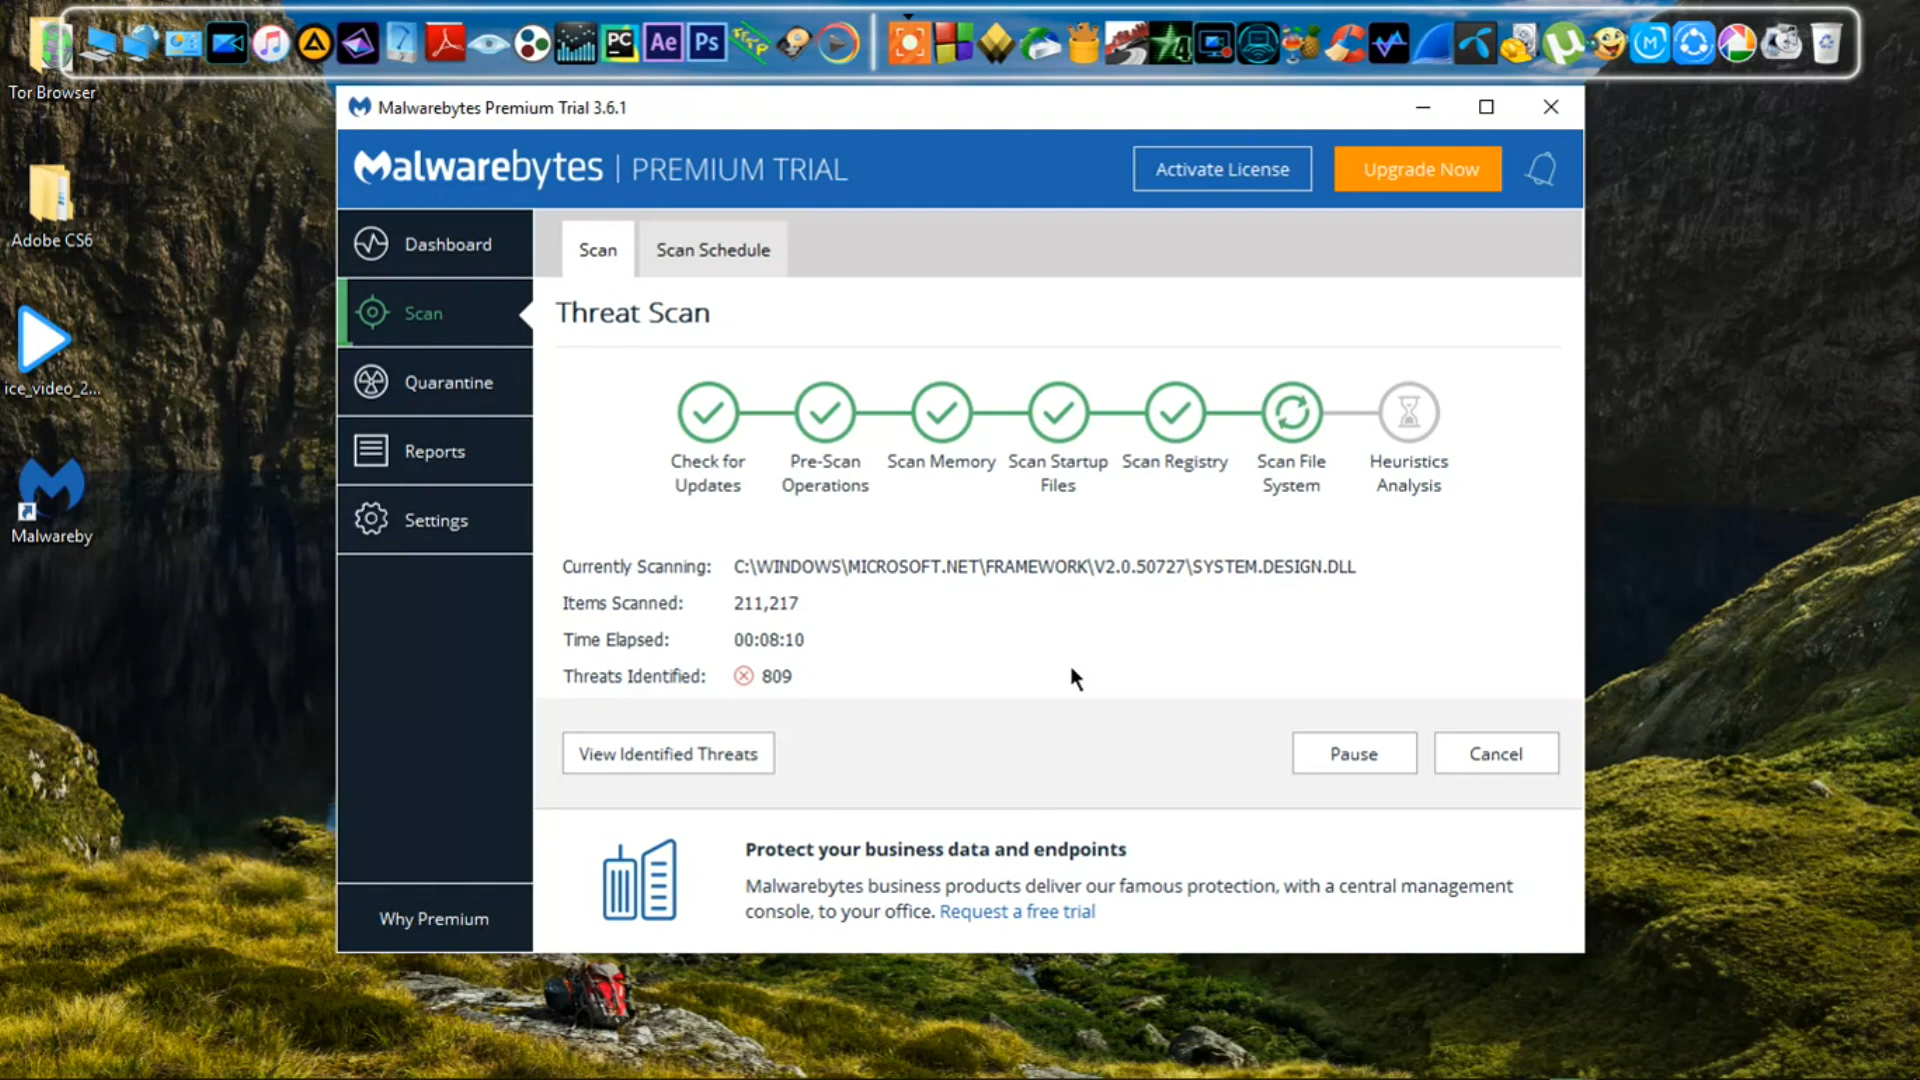 PC
Ae
Ps
Tor Browser
Adobe CS6
ice_video_2...
Malwareby
Malwarebytes Premium Trial 3.6.1
Malwarebytes | PREMIUM TRIAL
Activate License
Upgrade Now
Dashboard
Scan
Quarantine
Reports
Settings
Why Premium
Scan
Scan Schedule
Threat Scan
Check for
Updates
Pre-Scan
Operations
Scan Memory
Scan Startup
Files
Scan Registry
Scan File
System
Heuristics
Analysis
Currently Scanning: C:\WINDOWS\MICROSOFT.NET\FRAMEWORK\V2.0.50727\SYSTEM.DESIGN.DLL
Items Scanned: 211,217
Time Elapsed: 00:08:10
Threats Identified: 809
View Identified Threats
Pause
Cancel
Protect your business data and endpoints
Malwarebytes business products deliver our famous protection, with a central management
console, to your office. Request a free trial